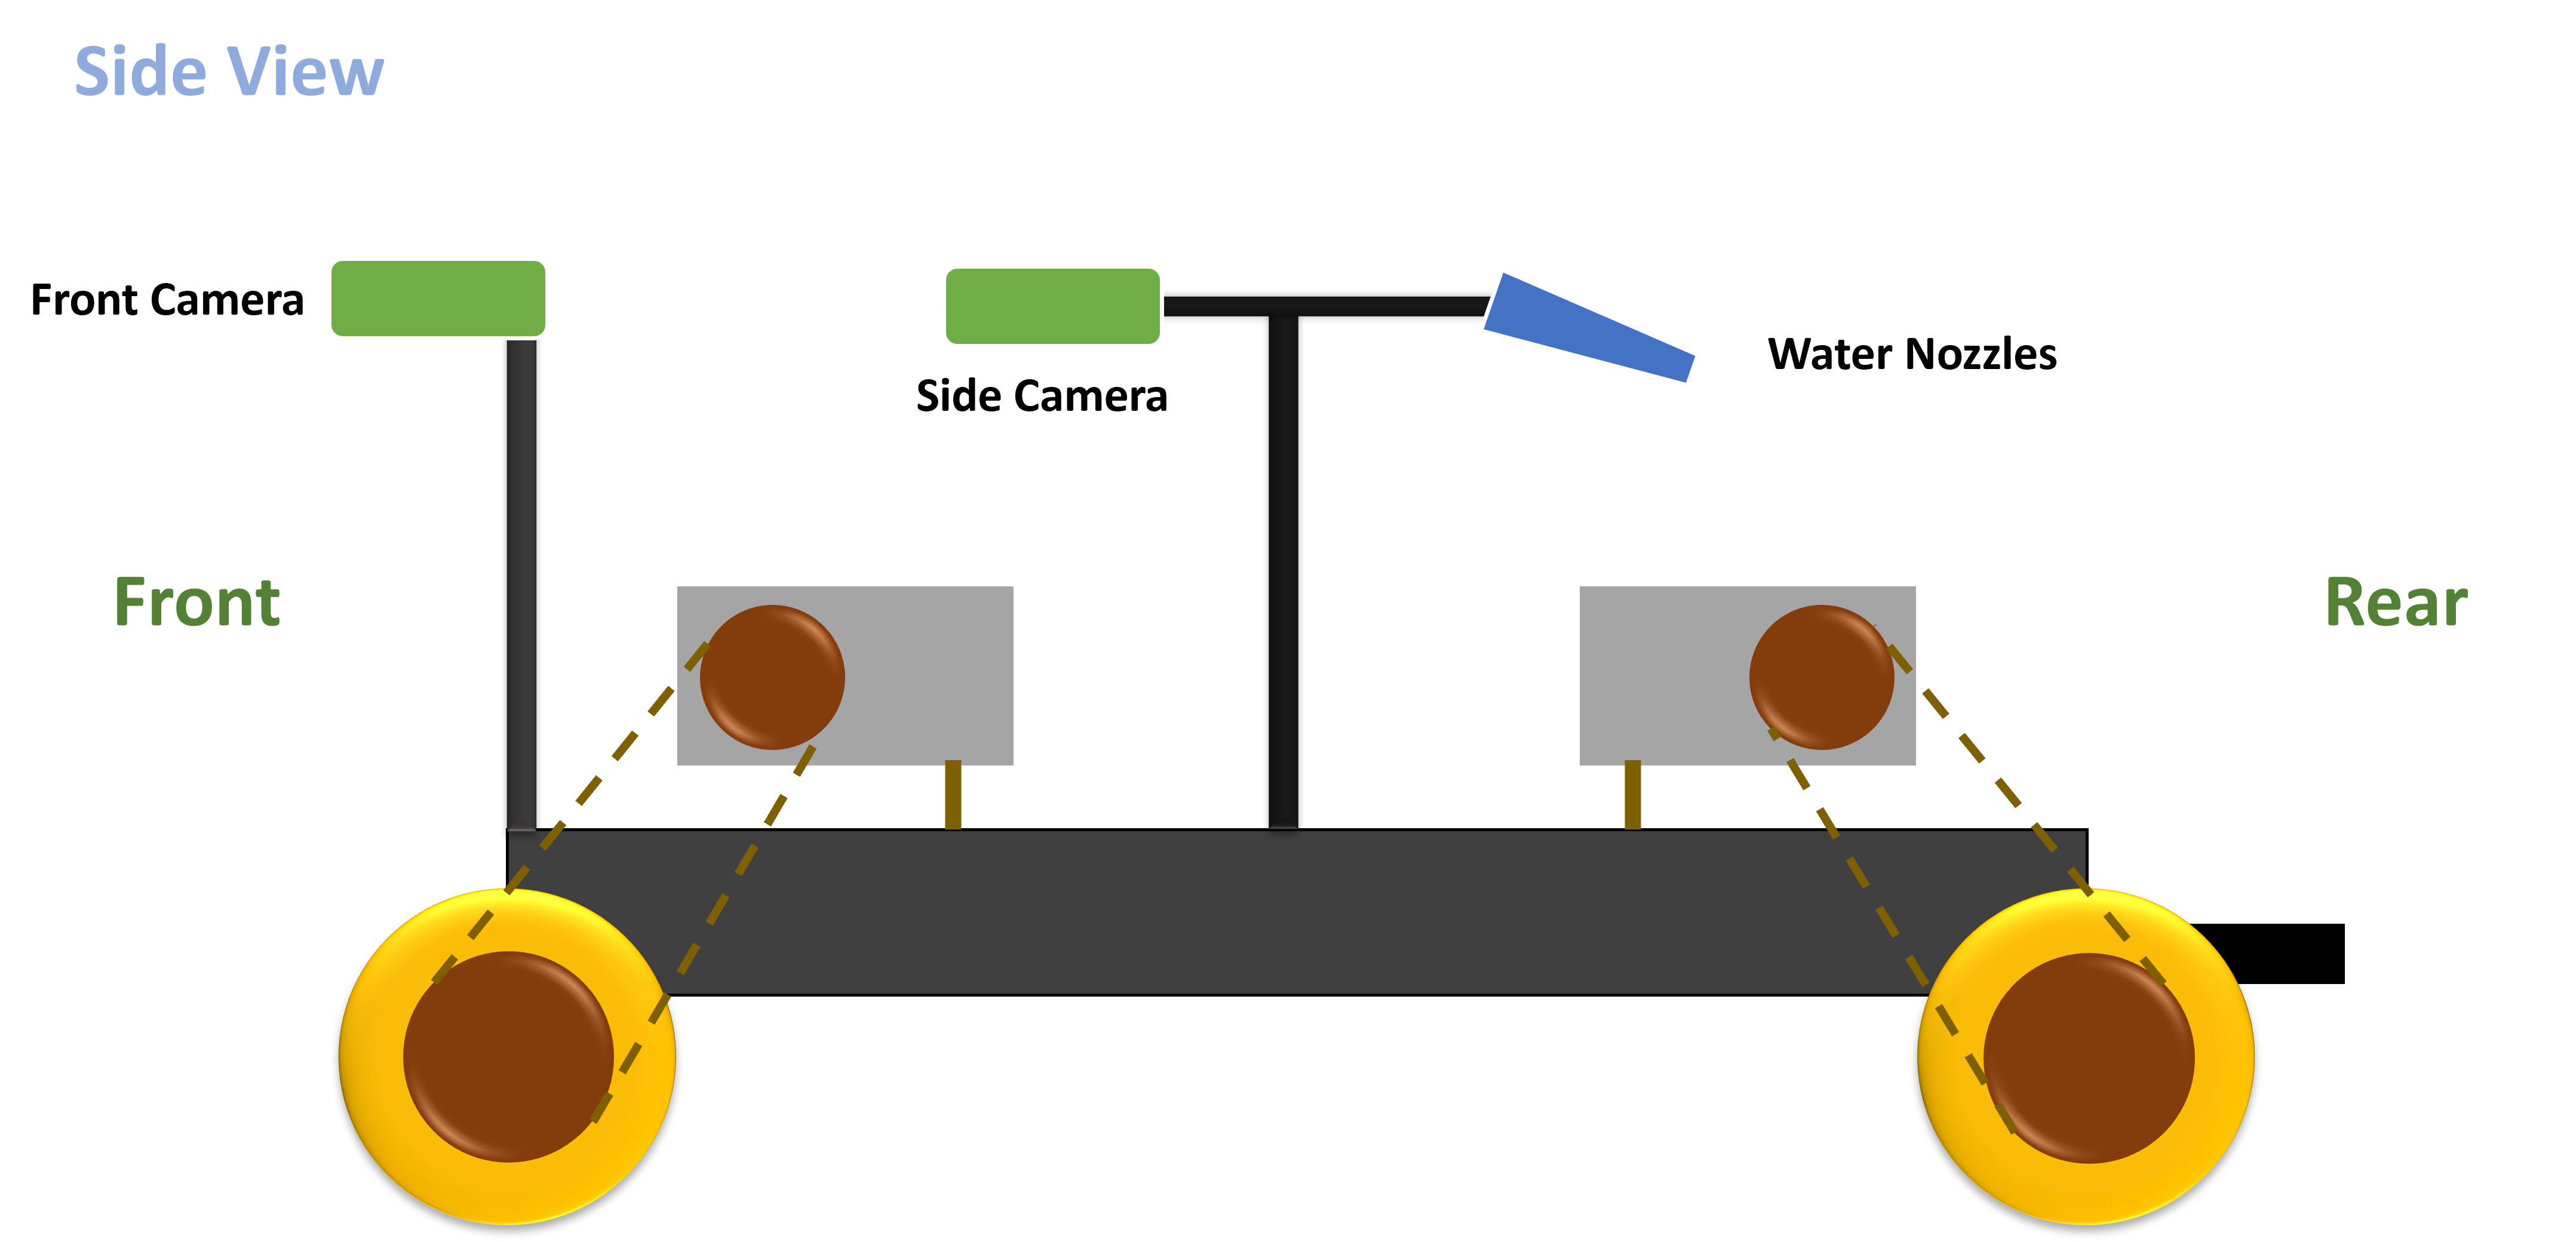 Side View
Front Camera
Side Camera
Water Nozzles
Front
Rear